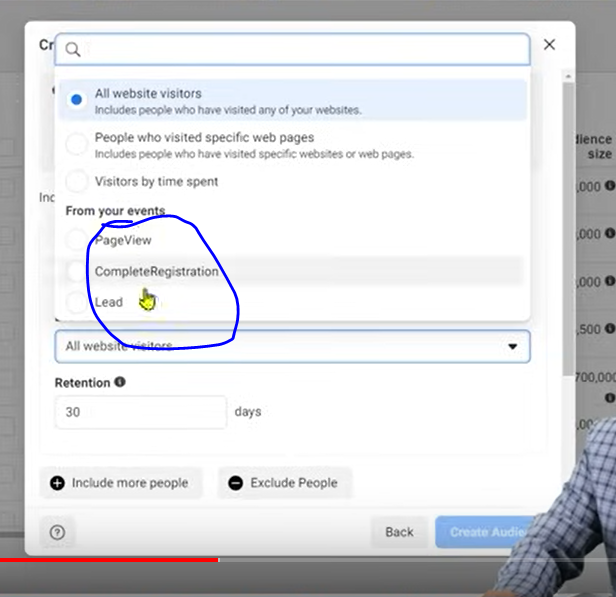 Cr
All website visitors
Includes people who have visited any of your websites.
People who visited specific web pages
Includes people who have visited specific websites or web pages.
Visitors by time spent
From your events
PageView
CompleteRegistration
Lead
All website visitors
Retention
30 days
Include more people
Exclude People
Back
Create Audie
dience
size
,000
,000
,000
,500
700,000
,00
Inc